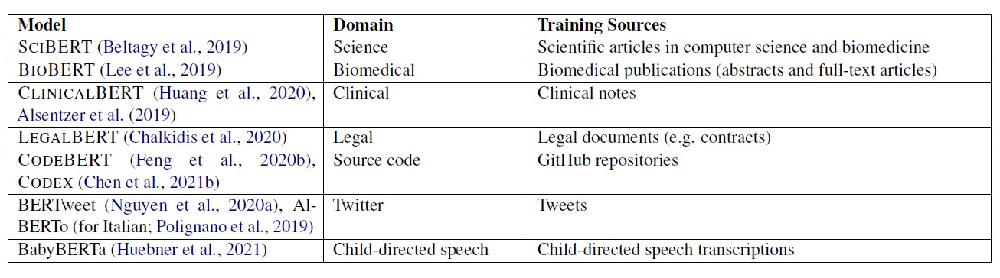 Model Domain Training Sources
SCIBERT (Beltagy et al., 2019) Science Scientific articles in computer science and biomedicine
BIOBERT (Lee et al., 2019) Biomedical Biomedical publications (abstracts and full-text articles)
CLINICALBERT (Huang et al., 2020), Clinical Clinical notes
Alsentzer et al. (2019)
LEGALBERT (Chalkidis et al., 2020) Legal Legal documents (e.g. contracts)
CODEBERT (Feng et al., 2020b), Source code GitHub repositories
CODEX (Chen et al., 2021b)
BERTweet (Nguyen et al., 2020a), Al- Twitter Tweets
BERTo (for Italian; Polignano et al., 2019)
BabyBERTa (Huebner et al., 2021) Child-directed speech Child-directed speech transcriptions